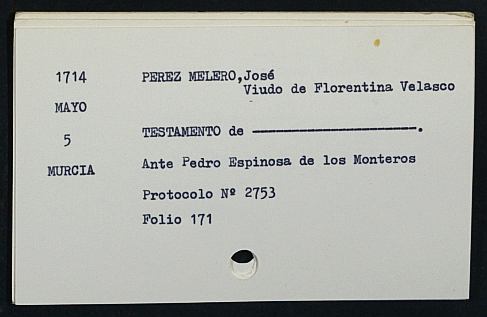 1714 PEREZ MELERO,José
Viudo de Florentina Velasco
MAYO
5 TESTAMENTO de ---------------------.
MURCIA Ante Pedro Espinosa de los Monteros
Protocolo Nº 2753
Folio 171